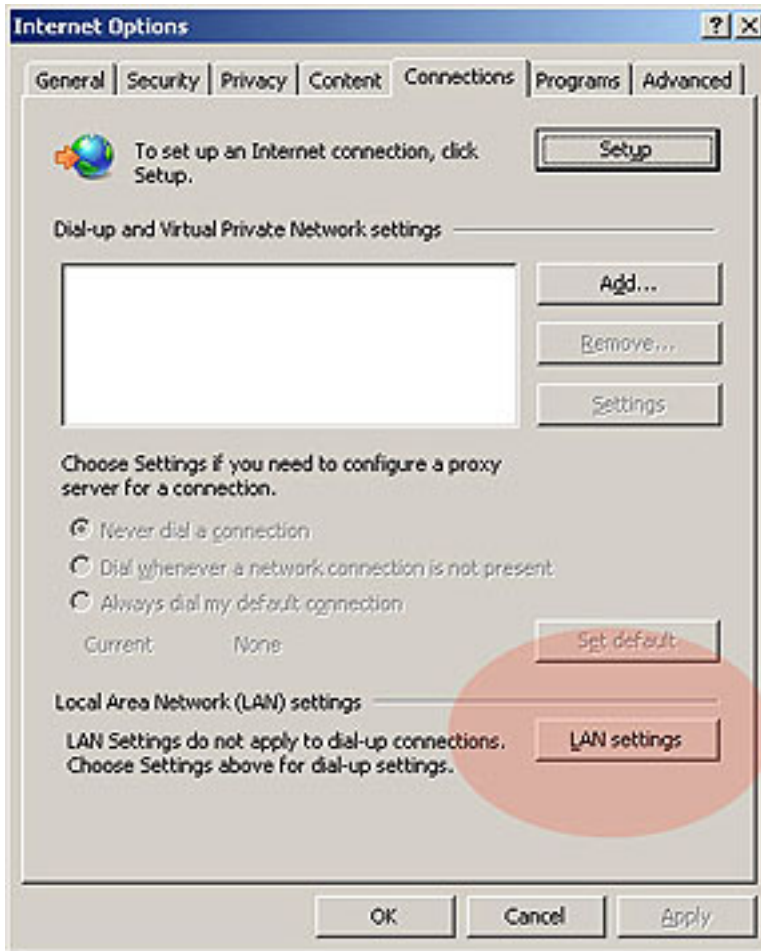 Internet Options
General Security Privacy Content Connections Programs Advanced
To set up an Internet connection, click
Setup.
Setup
Dial-up and Virtual Private Network settings
Add...
Remove...
Settings
Choose Settings if you need to configure a proxy
server for a connection.
Never dial a connection
Dial whenever a network connection is not present
Always dial my default connection
Current None
Set default
Local Area Network (LAN) settings
LAN Settings do not apply to dial-up connections.
Choose Settings above for dial-up settings.
LAN settings
OK Cancel Apply